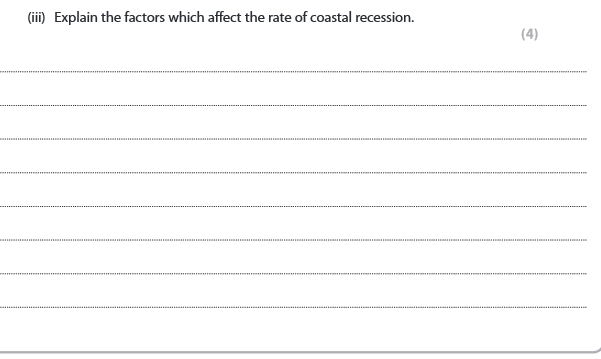 (iii) Explain the factors which affect the rate of coastal recession.
(4)